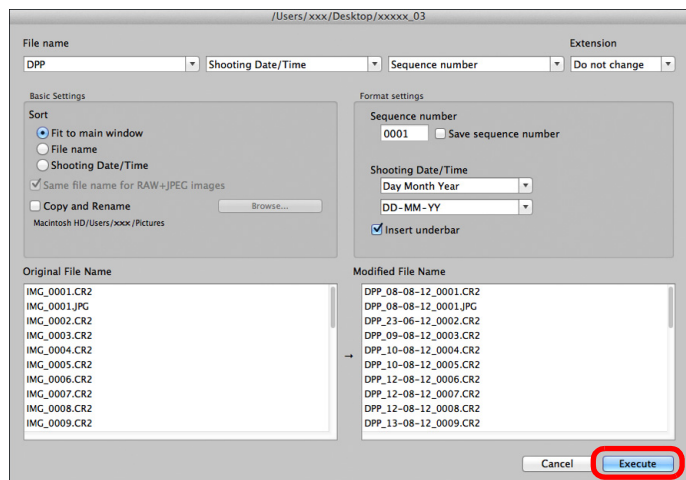 /Users/xxx/Desktop/xxxxx_03
File name Extension
DPP Shooting Date/Time Sequence number Do not change
Basic Settings
Sort
Fit to main window
File name
Shooting Date/Time
Same file name for RAW+JPEG images
Copy and Rename Browse...
Macintosh HD/Users/xxx/Pictures
Format settings
Sequence number
0001 Save sequence number
Shooting Date/Time
Day Month Year
DD-MM-YY
Insert underbar
Original File Name
IMG_0001.CR2
IMG_0001.JPG
IMG_0002.CR2
IMG_0003.CR2
IMG_0004.CR2
IMG_0005.CR2
IMG_0006.CR2
IMG_0007.CR2
IMG_0008.CR2
IMG_0009.CR2
→
Modified File Name
DPP_08-08-12_0001.CR2
DPP_08-08-12_0001.JPG
DPP_23-06-12_0002.CR2
DPP_09-08-12_0003.CR2
DPP_10-08-12_0004.CR2
DPP_10-08-12_0005.CR2
DPP_12-08-12_0006.CR2
DPP_12-08-12_0007.CR2
DPP_12-08-12_0008.CR2
DPP_13-08-12_0009.CR2
Cancel Execute